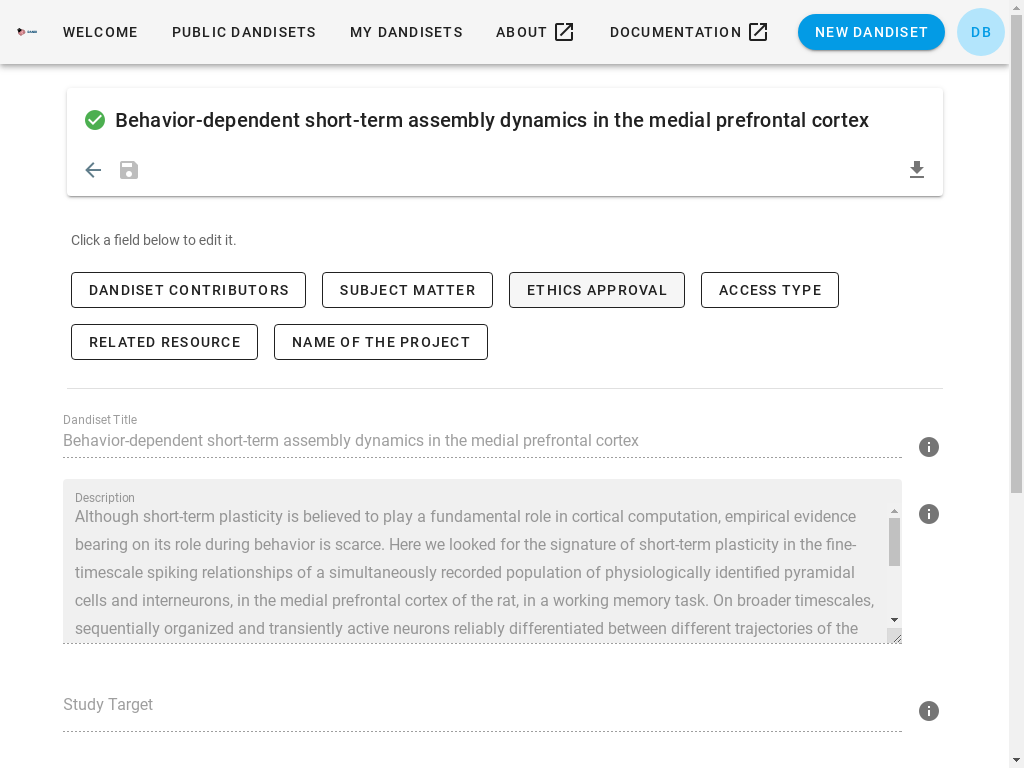 WELCOME
PUBLIC DANDISETS
MY DANDISETS
ABOUT
DOCUMENTATION
NEW DANDISET
DB
Behavior-dependent short-term assembly dynamics in the medial prefrontal cortex
Click a field below to edit it.
DANDISET CONTRIBUTORS
SUBJECT MATTER
ETHICS APPROVAL
ACCESS TYPE
RELATED RESOURCE
NAME OF THE PROJECT
Dandiset Title
Behavior-dependent short-term assembly dynamics in the medial prefrontal cortex
Description
Although short-term plasticity is believed to play a fundamental role in cortical computation, empirical evidence
bearing on its role during behavior is scarce. Here we looked for the signature of short-term plasticity in the fine-
timescale spiking relationships of a simultaneously recorded population of physiologically identified pyramidal
cells and interneurons, in the medial prefrontal cortex of the rat, in a working memory task. On broader timescales,
sequentially organized and transiently active neurons reliably differentiated between different trajectories of the
Study Target